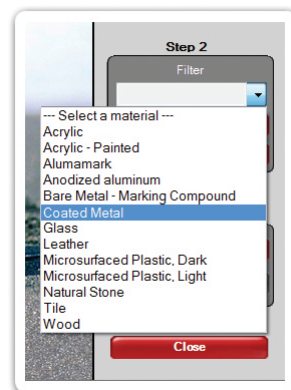 Step 2
Filter
--- Select a material ---
Acrylic
Acrylic - Painted
Alumamark
Anodized aluminum
Bare Metal - Marking Compound
Coated Metal
Glass
Leather
Microsurfaced Plastic, Dark
Microsurfaced Plastic, Light
Natural Stone
Tile
Wood
Close